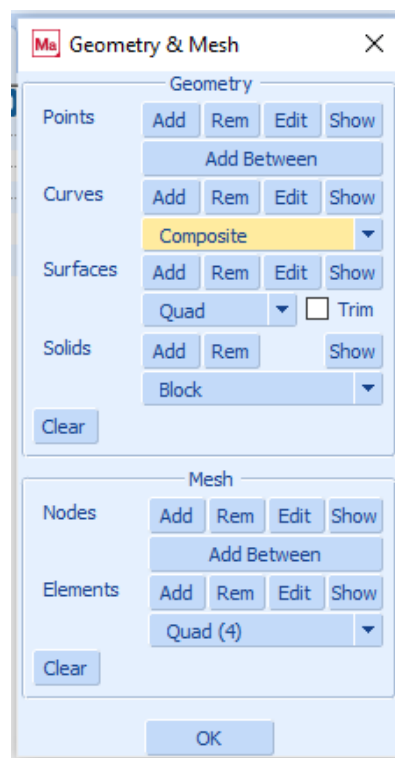 Ma Geometry & Mesh
Geometry
Points Add Rem Edit Show
Add Between
Curves Add Rem Edit Show
Composite
Surfaces Add Rem Edit Show
Quad Trim
Solids Add Rem Show
Block
Clear
Mesh
Nodes Add Rem Edit Show
Add Between
Elements Add Rem Edit Show
Quad (4)
Clear
OK